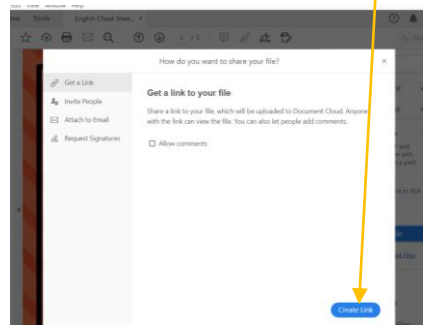 View Window Help
Tools English Cheat Shee... ×
How do you want to share your file? ×
Get a Link
Invite People
Attach to Email
Request Signatures
Get a link to your file
Share a link to your file, which will be uploaded to Document Cloud. Anyone
with the link can view the file. You can also let people add comments.
Allow comments
Create Link